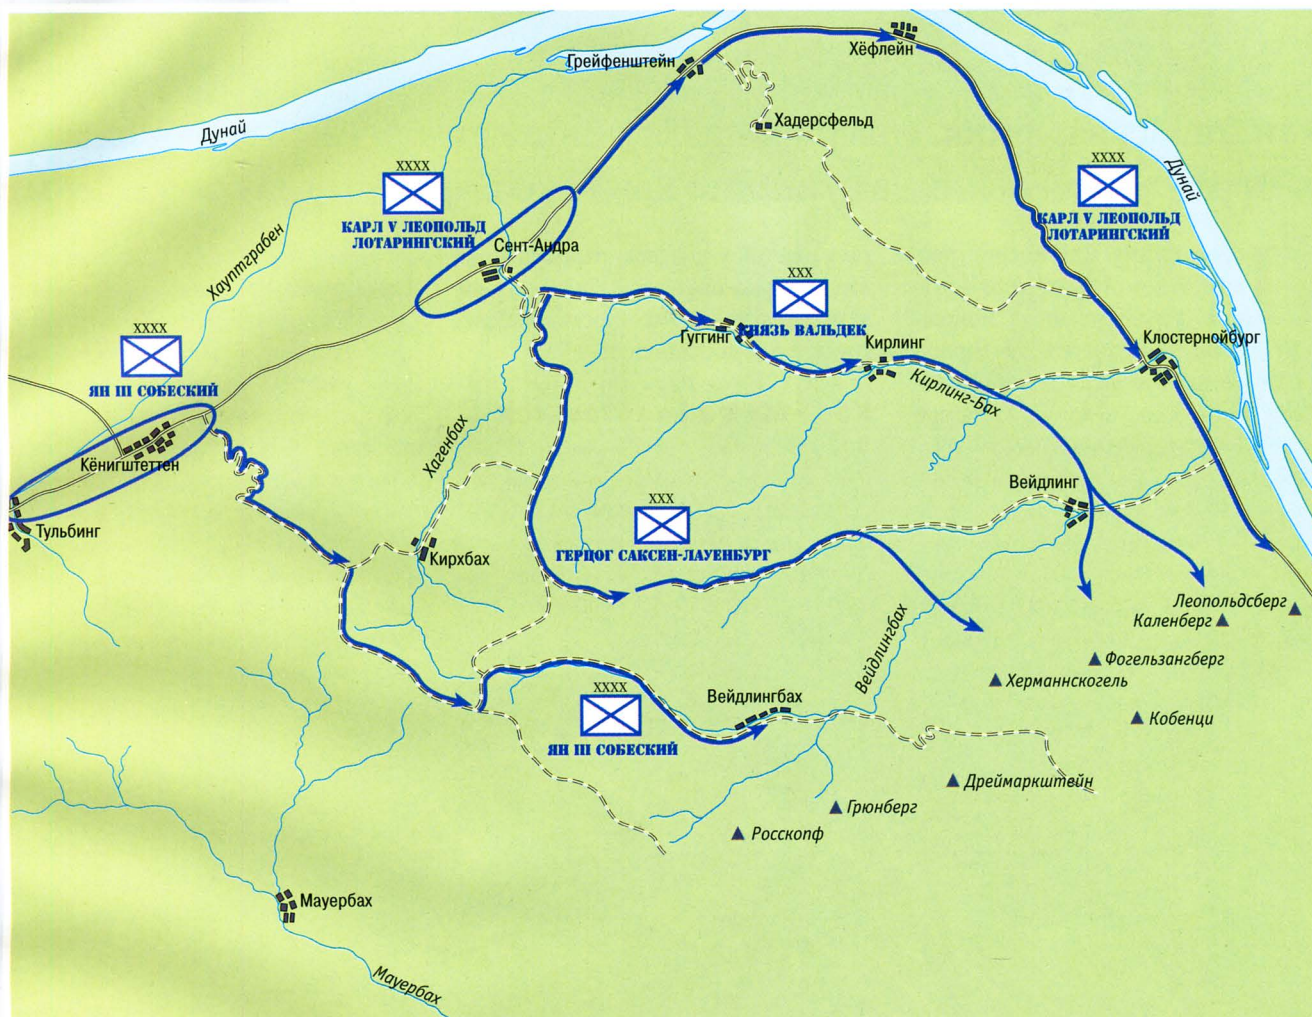 Хёфлейн
Грейфенштейн
Хадерсфельд
Дунай
Дунай
XXXX
КАРЛ V ЛЕОПОЛЬД
ЛОТАРИНГСКИЙ
XXXX
КАРЛ V ЛЕОПОЛЬД
ЛОТАРИНГСКИЙ
Сент-Андра
Хауптграбен
XXX
КНЯЗЬ ВАЛЬДЕК
Гуггинг
Кирлинг
Клостернойбург
Кирлинг-Бах
XXXX
ЯН III СОБЕСКИЙ
Кёнигштеттен
Тульбинг
Хагенбах
Кирхбах
Вейдлинг
XXX
ГЕРЦОГ САКСЕН-ЛАУЕНБУРГ
Леопольдсберг
Каленберг
Фогельзангберг
Херманнскогель
Кобенци
Вейдлингбах
XXXX
ЯН III СОБЕСКИЙ
Вейдлингбах
Дреймаркштейн
Грюнберг
Росскопф
Мауербах
Мауербах